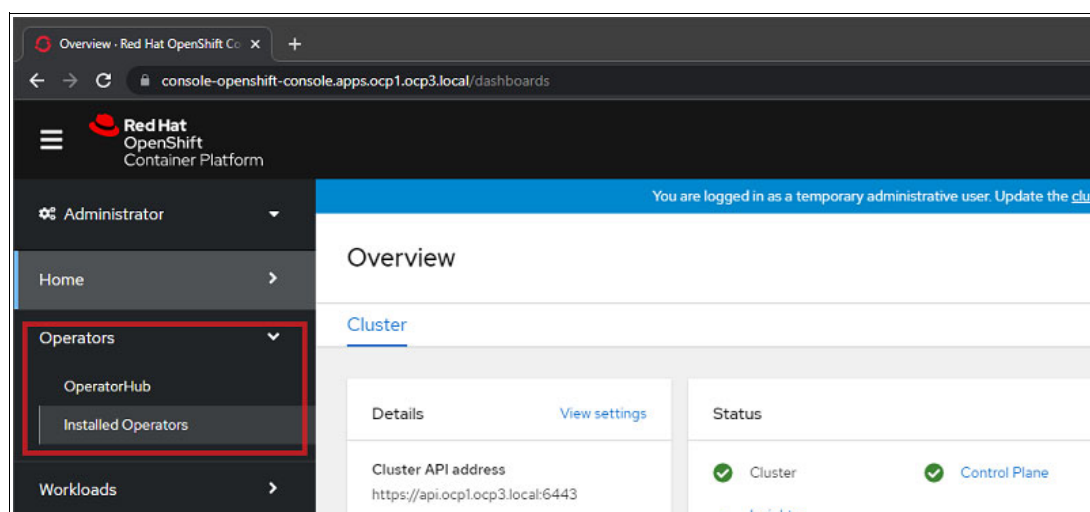 Overview · Red Hat OpenShift Co
console-openshift-console.apps.ocp1.ocp3.local/dashboards
Red Hat
OpenShift
Container Platform
You are logged in as a temporary administrative user. Update the clu
Administrator
Overview
Home
Cluster
Operators
OperatorHub
Installed Operators
Details
View settings
Status
Cluster API address
https://api.ocp1.ocp3.local:6443
Cluster
Control Plane
Workloads